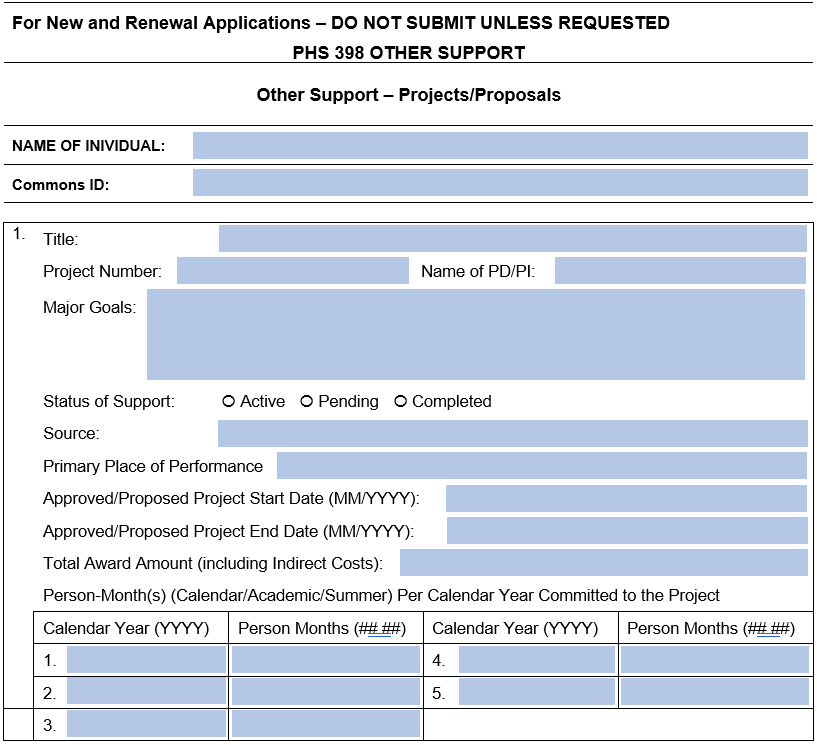 For New and Renewal Applications – DO NOT SUBMIT UNLESS REQUESTED
PHS 398 OTHER SUPPORT
Other Support – Projects/Proposals
NAME OF INIVIDUAL:
Commons ID:
1. Title:
Project Number: Name of PD/PI:
Major Goals:
Status of Support: O Active O Pending O Completed
Source:
Primary Place of Performance
Approved/Proposed Project Start Date (MM/YYYY):
Approved/Proposed Project End Date (MM/YYYY):
Total Award Amount (including Indirect Costs):
Person-Month(s) (Calendar/Academic/Summer) Per Calendar Year Committed to the Project
Calendar Year (YYYY) Person Months (##.##) Calendar Year (YYYY) Person Months (##.##)
1. 4.
2. 5.
3.